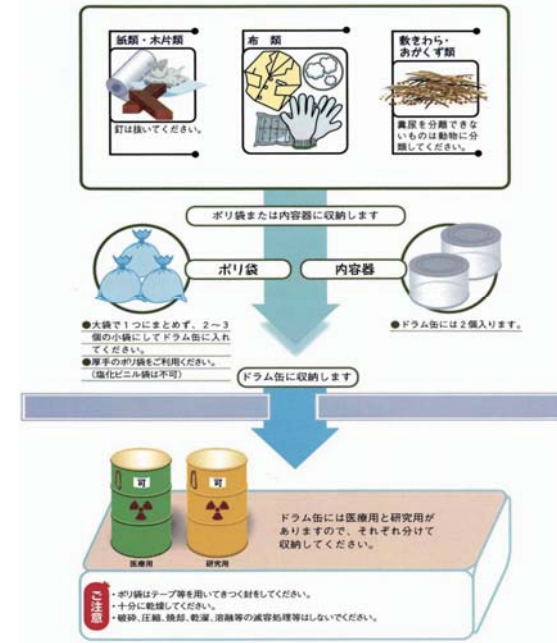 紙類・木片類
釘は抜いてください。
布 類
敷きわら・
おがくず類
糞尿を分離できな
いものは動物に分
類してください。
ポリ袋または内容器に収納します
ポリ袋
内容器
●大袋で1つにまとめず、2〜3
個の小袋にしてドラム缶に入れ
てください。
●厚手のポリ袋をご利用ください。
(塩化ビニル袋は不可)
●ドラム缶には2個入ります。
ドラム缶に収納します
可
可
医療用
研究用
ドラム缶には医療用と研究用が
ありますので、それぞれ分けて
収納してください。
ご注意
・ポリ袋はテープ等を用いてきつく封をしてください。
・十分に乾燥してください。
・破砕、圧縮、焼却、乾溜、溶融等の減容処理等はしないでください。